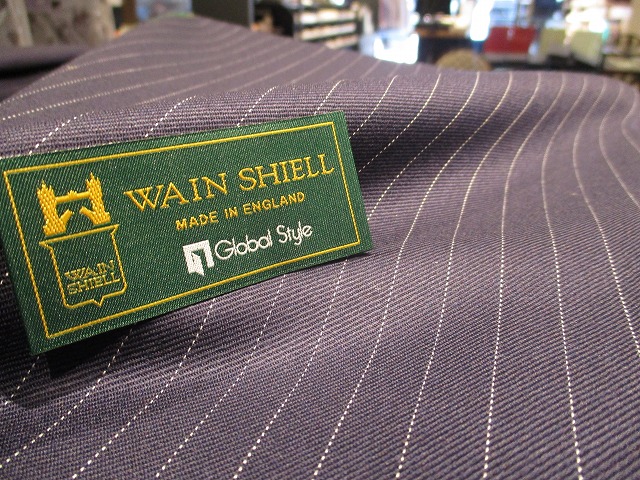 WAIN SHIELL
MADE IN ENGLAND
Global Style
WAIN
SHIELL